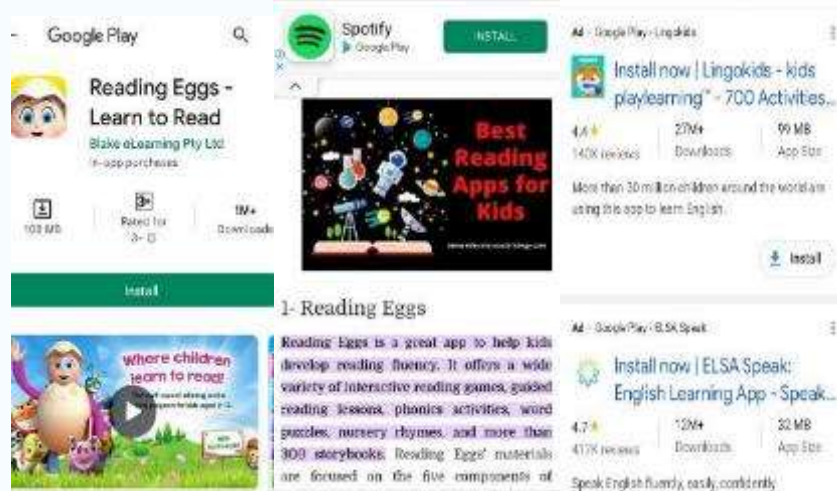 Google Play
Reading Eggs -
Learn to Read
Blake eLearning Pty Ltd
In-app purchases
103 MB
3+
Rated for
3+
1M+
Downloads
Install
Where children
learn to read!
Spotify
Google Play
INSTALL
Best
Reading
Apps for
Kids
1- Reading Eggs
Reading Eggs is a great app to help kids
develop reading fluency. It offers a wide
variety of interactive reading games, guided
reading lessons, phonics activities, word
puzzles, nursery rhymes, and more than
300 storybooks. Reading Eggs' materials
are focused on the five components of
Ad · Google Play · Lingokids
Install now | Lingokids - kids
playlearning™ - 700 Activities...
4.4 ★
140K reviews
27M+
Downloads
99 MB
App Size
More than 30 million children around the world are
using this app to learn English.
Install
Ad · Google Play · ELSA Speak
Install now | ELSA Speak:
English Learning App - Speak...
4.7 ★
417K reviews
12M+
Downloads
32 MB
App Size
Speak English fluently, easily, confidently